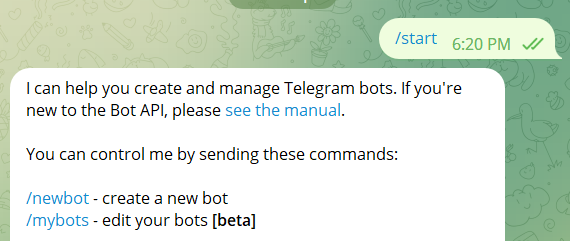 /start 6:20 PM
I can help you create and manage Telegram bots. If you're
new to the Bot API, please see the manual.
You can control me by sending these commands:
/newbot - create a new bot
/mybots - edit your bots [beta]